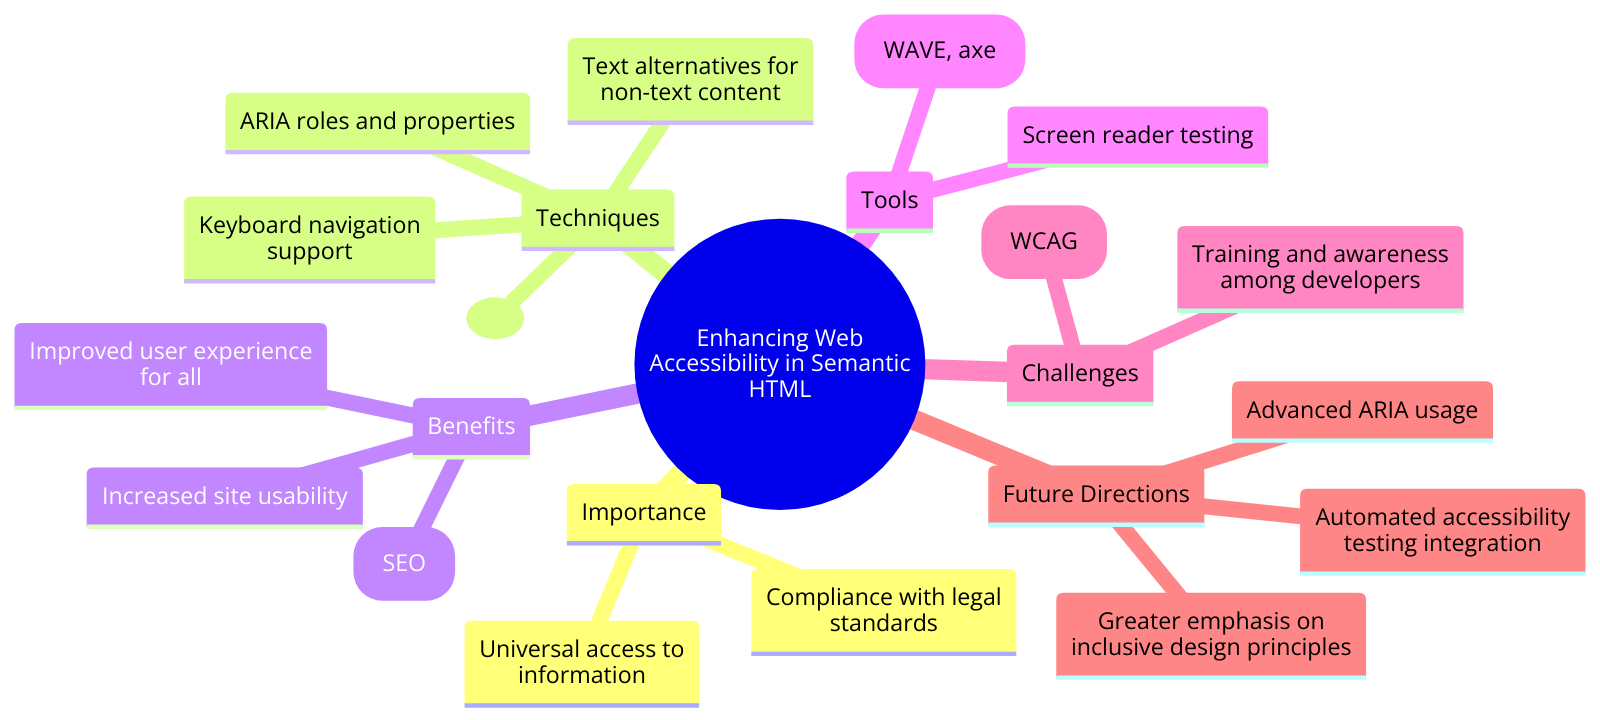 Enhancing Web
Accessibility in Semantic
HTML
Techniques
Text alternatives for
non-text content
ARIA roles and properties
Keyboard navigation
support
Benefits
Improved user experience
for all
Increased site usability
SEO
Importance
Universal access to
information
Compliance with legal
standards
Tools
WAVE, axe
Screen reader testing
Challenges
WCAG
Training and awareness
among developers
Future Directions
Advanced ARIA usage
Automated accessibility
testing integration
Greater emphasis on
inclusive design principles